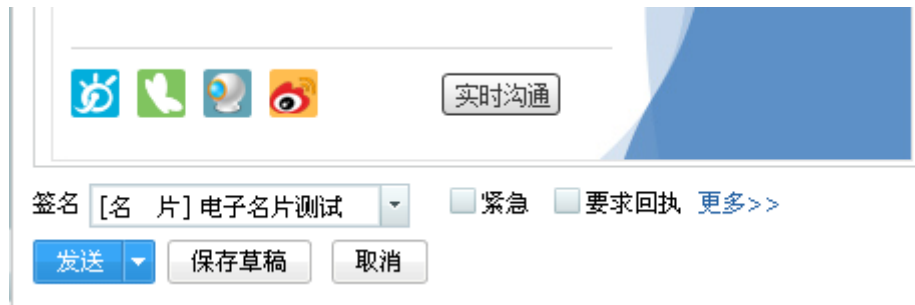 实时沟通
签名 [名 片] 电子名片测试 紧急 要求回执 更多>>
发送 保存草稿 取消